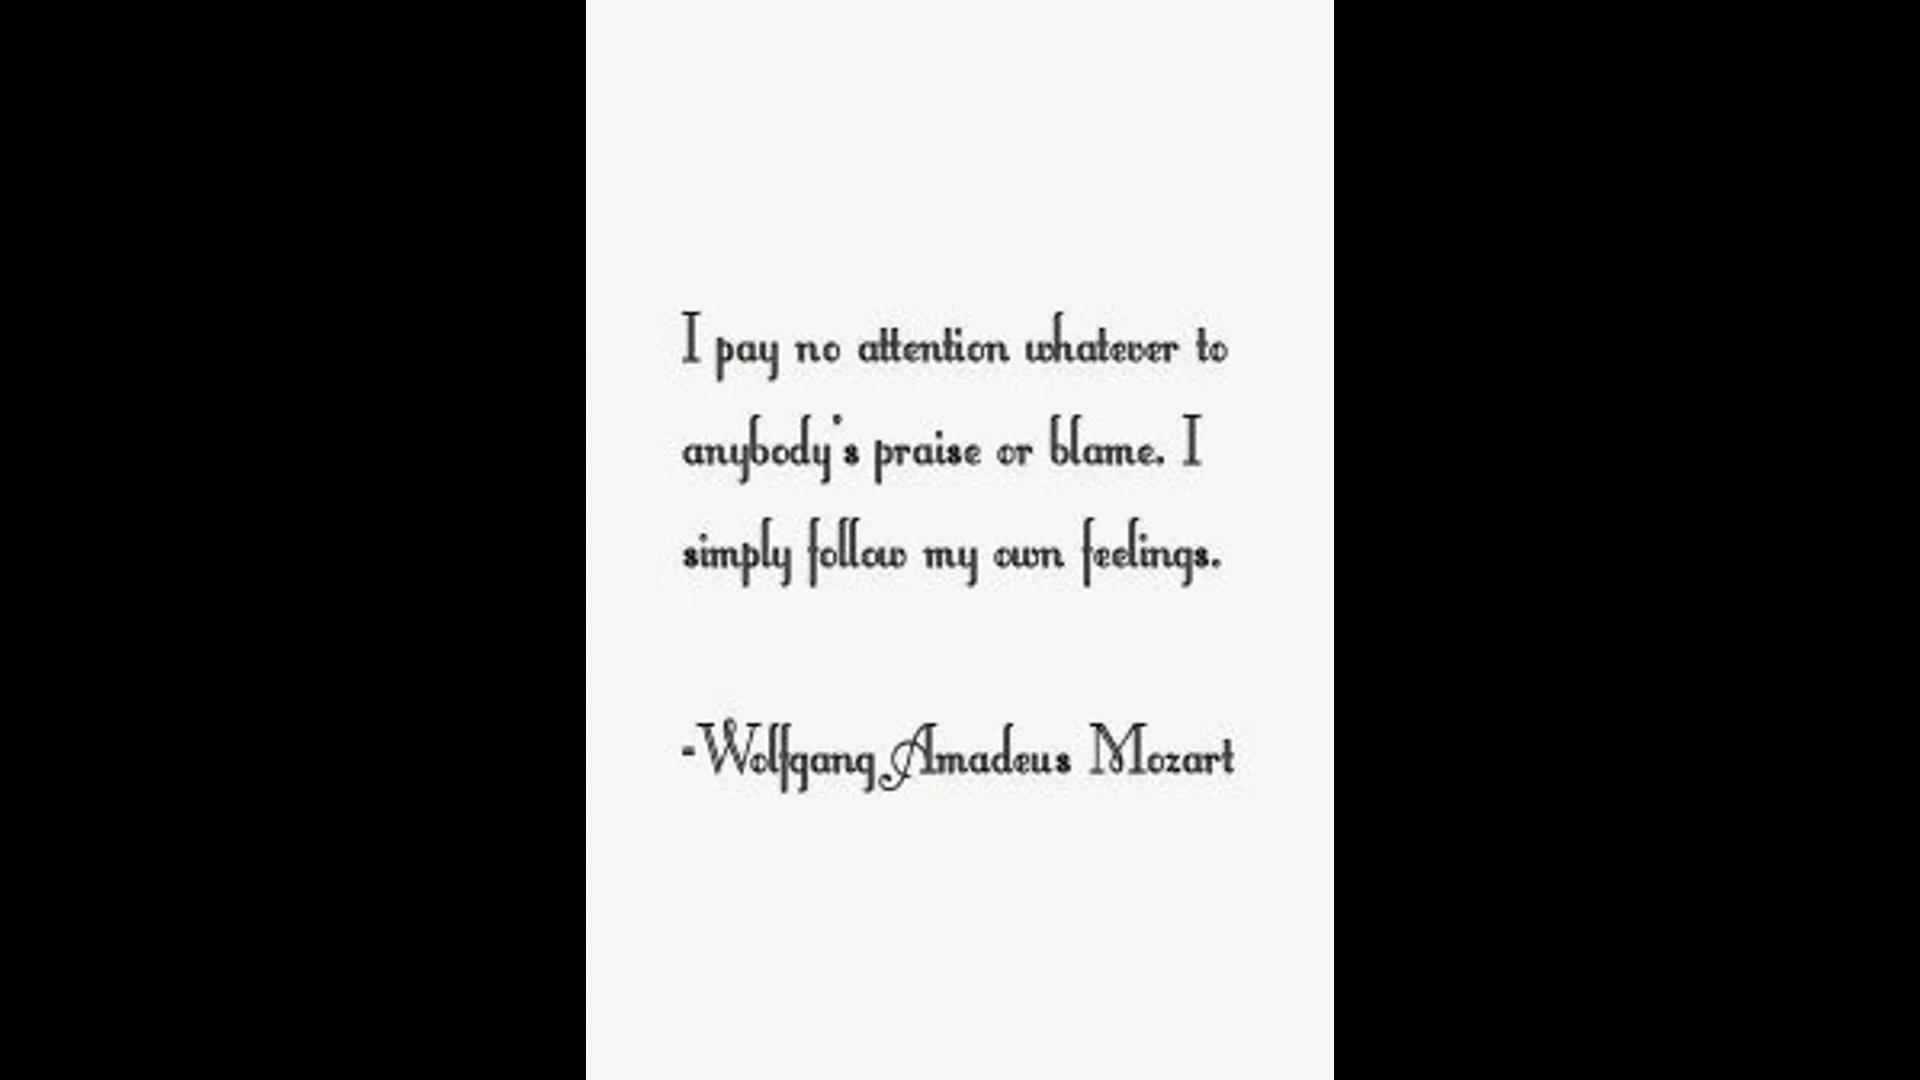 I pay no attention whatever to
anybody's praise or blame. I
simply follow my own feelings.
-Wolfgang Amadeus Mozart